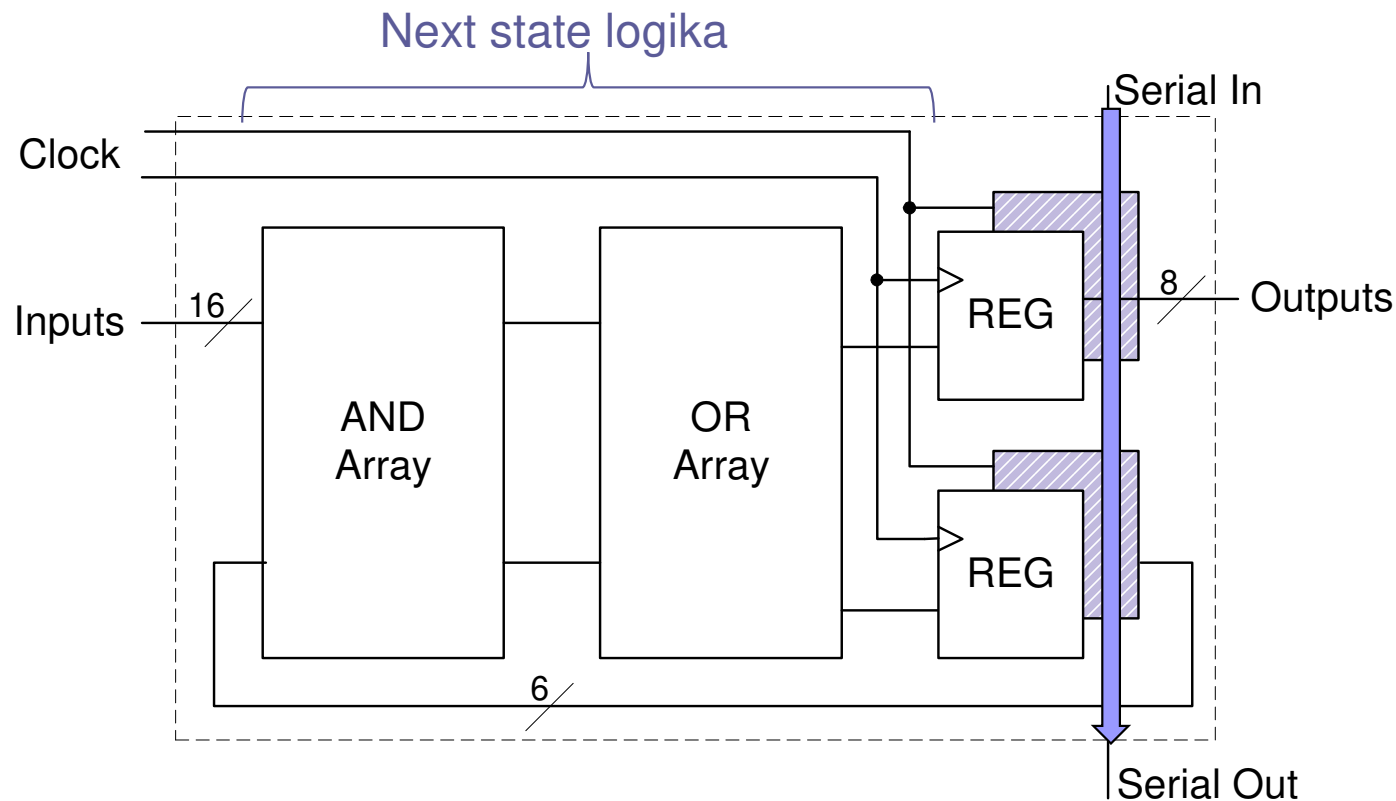 Next state logika
Serial In
Clock
16
Inputs
AND
Array
OR
Array
REG
8
Outputs
REG
6
Serial Out